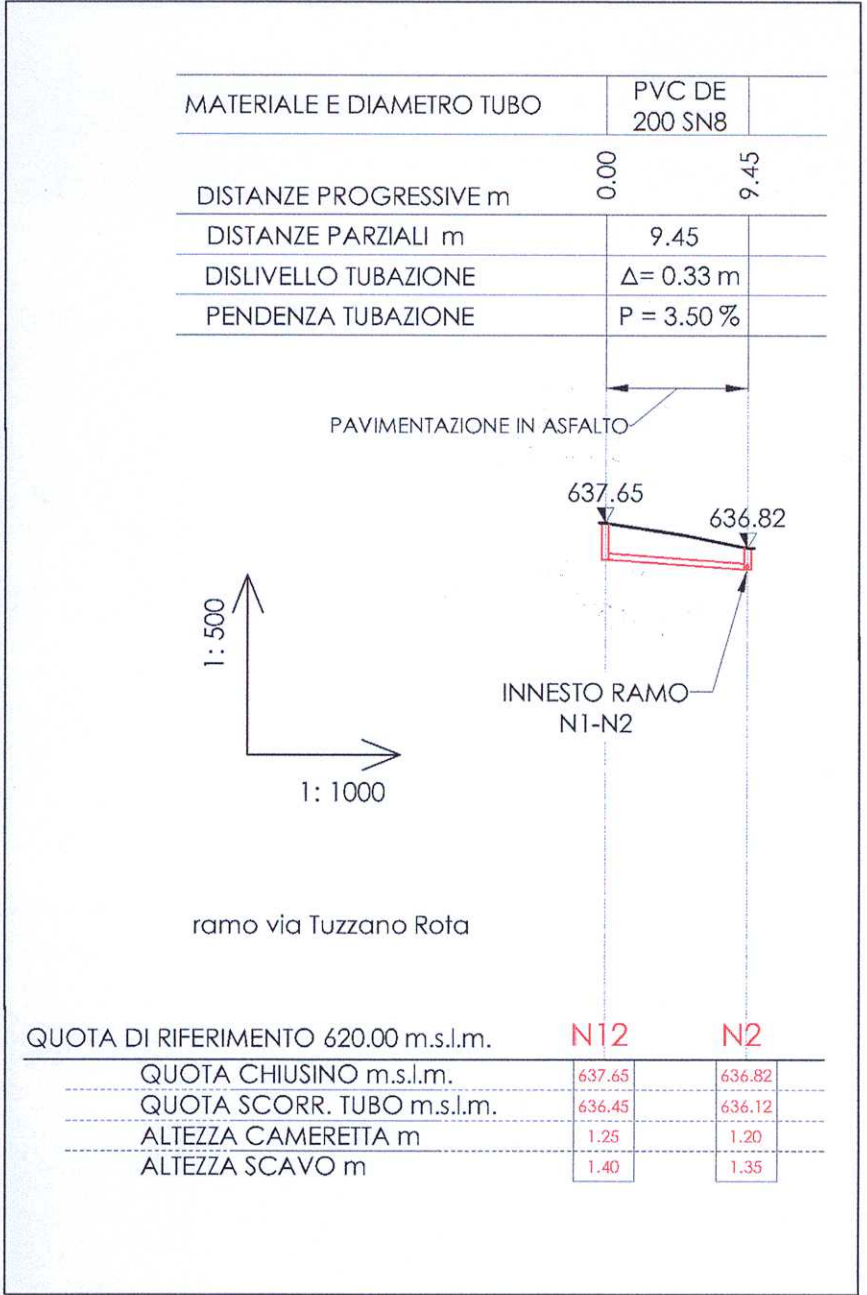 MATERIALE E DIAMETRO TUBO
PVC DE
200 SN8
DISTANZE PROGRESSIVE m
0.00
9.45
DISTANZE PARZIALI m
9.45
DISLIVELLO TUBAZIONE
Δ= 0.33 m
PENDENZA TUBAZIONE
P = 3.50 %
PAVIMENTAZIONE IN ASFALTO
637.65
636.82
1: 500
INNESTO RAMO
N1-N2
1: 1000
ramo via Tuzzano Rota
QUOTA DI RIFERIMENTO 620.00 m.s.l.m.
N12
N2
QUOTA CHIUSINO m.s.l.m.
637.65
636.82
QUOTA SCORR. TUBO m.s.l.m.
636.45
636.12
ALTEZZA CAMERETTA m
1.25
1.20
ALTEZZA SCAVO m
1.40
1.35